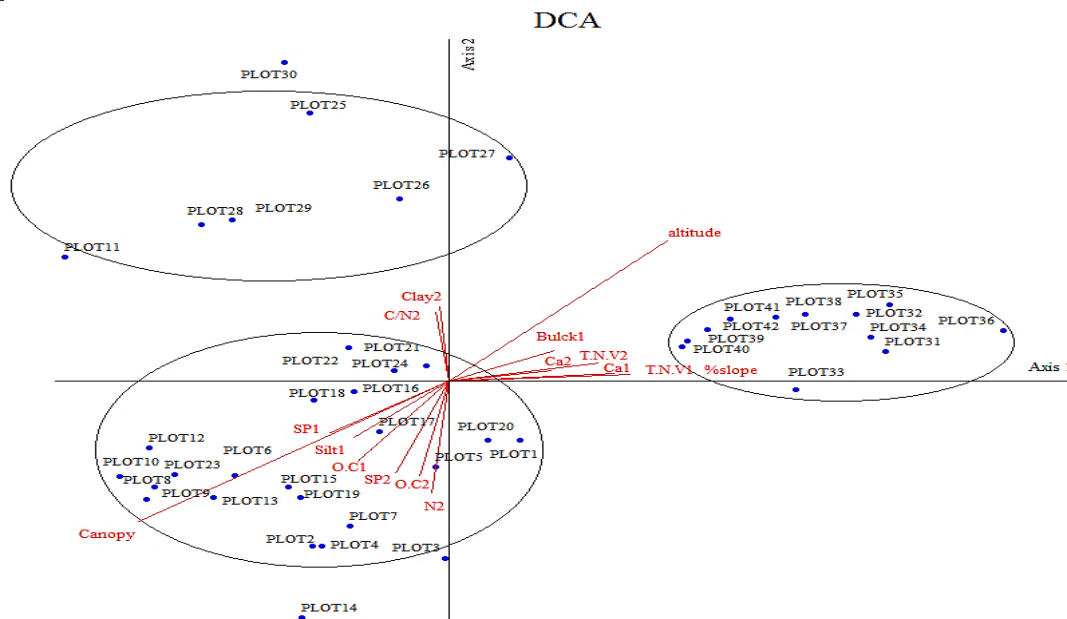 DCA
Axis 2
PLOT30
PLOT25
PLOT27
PLOT26
PLOT28
PLOT29
PLOT11
altitude
Clay2
C/N2
PLOT41
PLOT38
PLOT35
PLOT32
PLOT36
PLOT42
PLOT37
PLOT34
PLOT39
PLOT31
PLOT40
Bulck1
PLOT21
PLOT22
PLOT24
Ca2
T.N.V2
Ca1
T.N.V1
%slope
Axis 1
PLOT33
PLOT18
PLOT16
SP1
PLOT17
PLOT20
PLOT1
PLOT12
PLOT6
Silt1
PLOT10
PLOT23
O.C1
PLOT5
PLOT8
PLOT15
SP2
O.C2
PLOT9
PLOT13
PLOT19
N2
Canopy
PLOT7
PLOT2
PLOT4
PLOT3
PLOT14